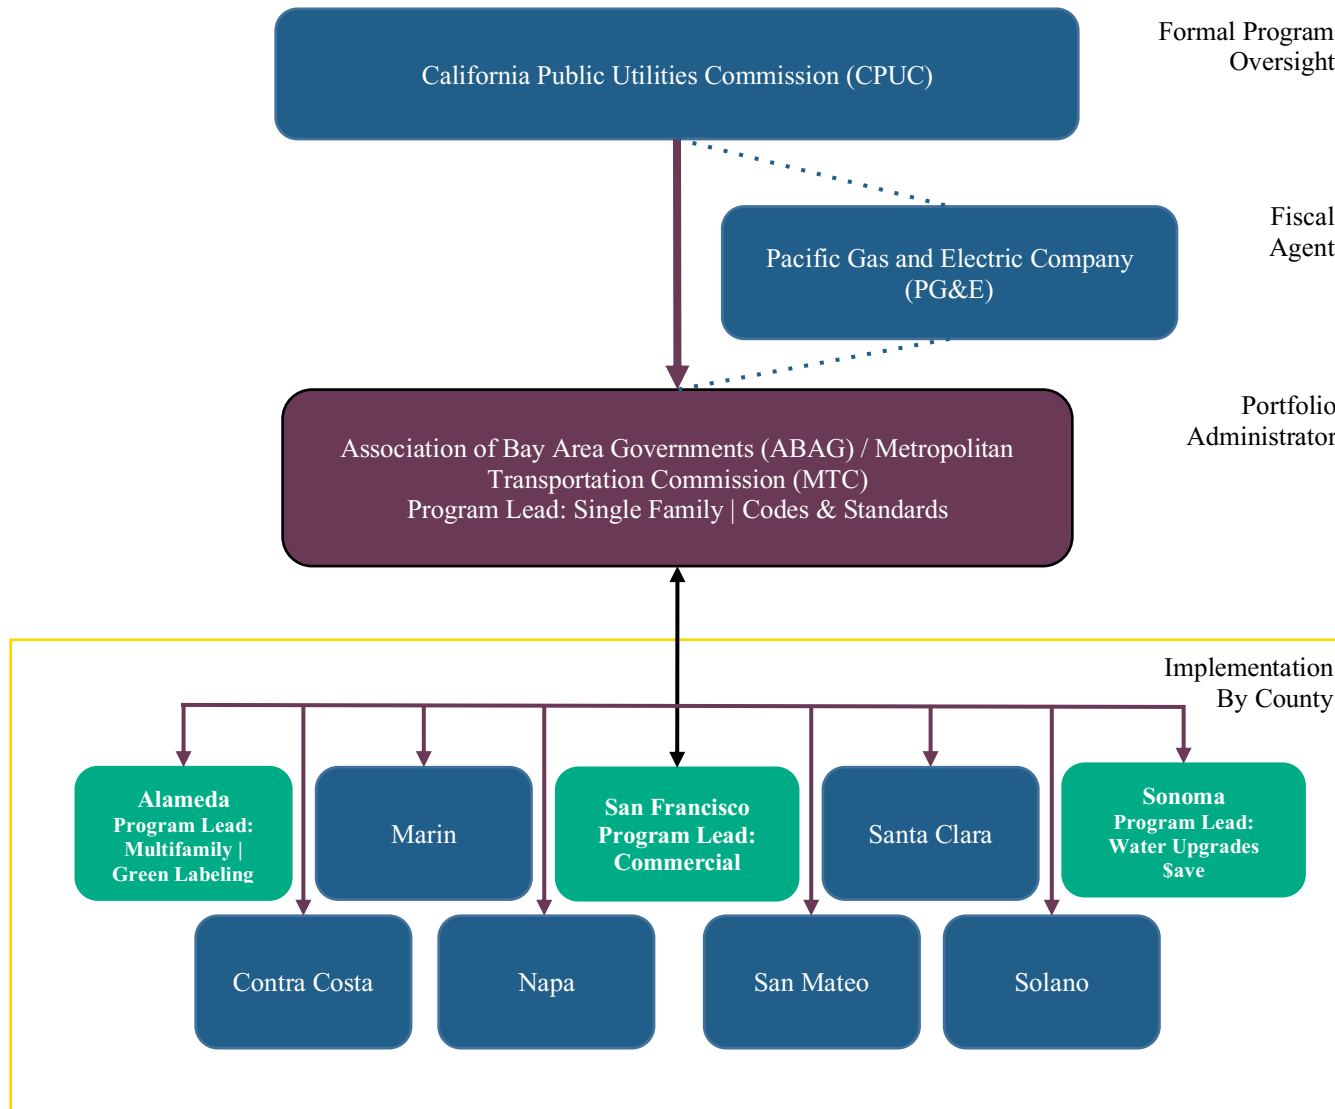 California Public Utilities Commission (CPUC)
Formal Program
Oversight
Pacific Gas and Electric Company
(PG&E)
Fiscal
Agent
Association of Bay Area Governments (ABAG) / Metropolitan
Transportation Commission (MTC)
Program Lead: Single Family | Codes & Standards
Portfolio
Administrator
Implementation
By County
Alameda
Program Lead:
Multifamily |
Green Labeling
Marin
San Francisco
Program Lead:
Commercial
Santa Clara
Sonoma
Program Lead:
Water Upgrades
$ave
Contra Costa
Napa
San Mateo
Solano